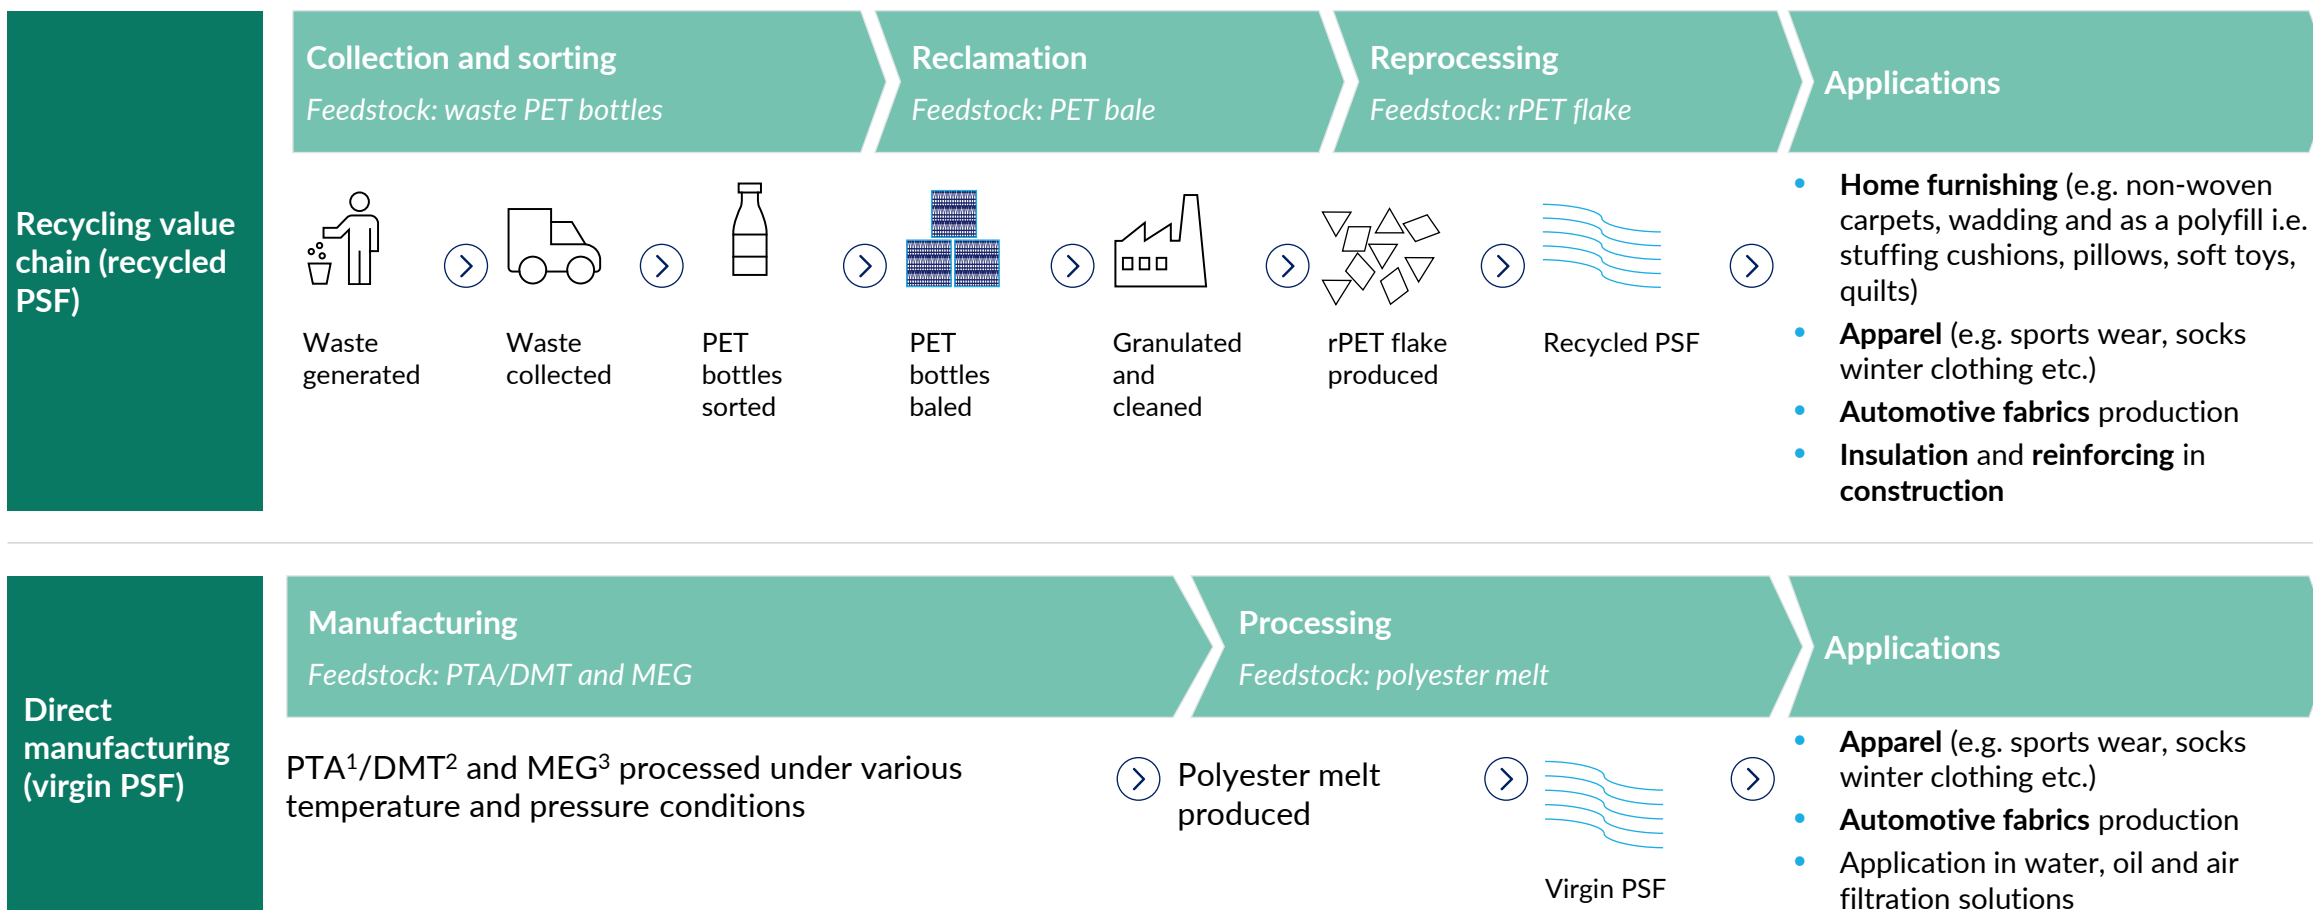 Recycling value
chain (recycled
PSF)
Collection and sorting
Feedstock: waste PET bottles
Reclamation
Feedstock: PET bale
Reprocessing
Feedstock: rPET flake
Applications
Waste
generated
Waste
collected
PET
bottles
sorted
PET
bottles
baled
Granulated
and
cleaned
rPET flake
produced
Recycled PSF
• Home furnishing (e.g. non-woven
carpets, wadding and as a polyfill i.e.
stuffing cushions, pillows, soft toys,
quilts)
• Apparel (e.g. sports wear, socks
winter clothing etc.)
• Automotive fabrics production
• Insulation and reinforcing in
construction
Direct
manufacturing
(virgin PSF)
Manufacturing
Feedstock: PTA/DMT and MEG
Processing
Feedstock: polyester melt
Applications
PTA¹/DMT² and MEG³ processed under various
temperature and pressure conditions
Polyester melt
produced
Virgin PSF
• Apparel (e.g. sports wear, socks
winter clothing etc.)
• Automotive fabrics production
• Application in water, oil and air
filtration solutions